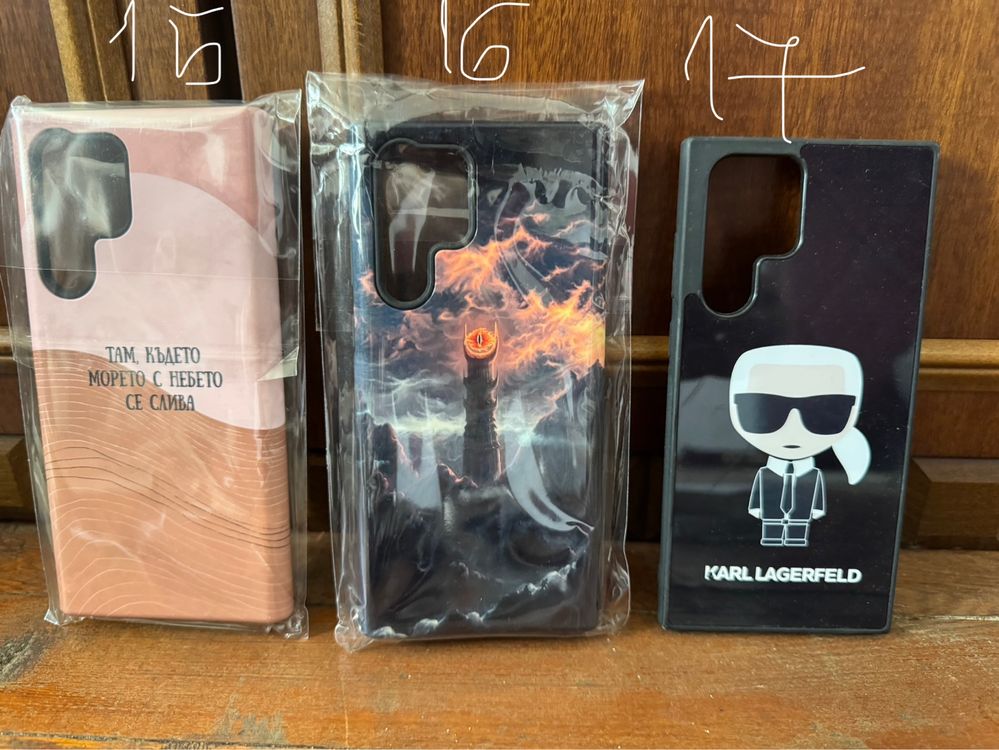 15
16
17
ТАМ, КЪДЕТО
МОРЕТО С НЕБЕТО
СЕ СЛИВА
KARL LAGERFELD